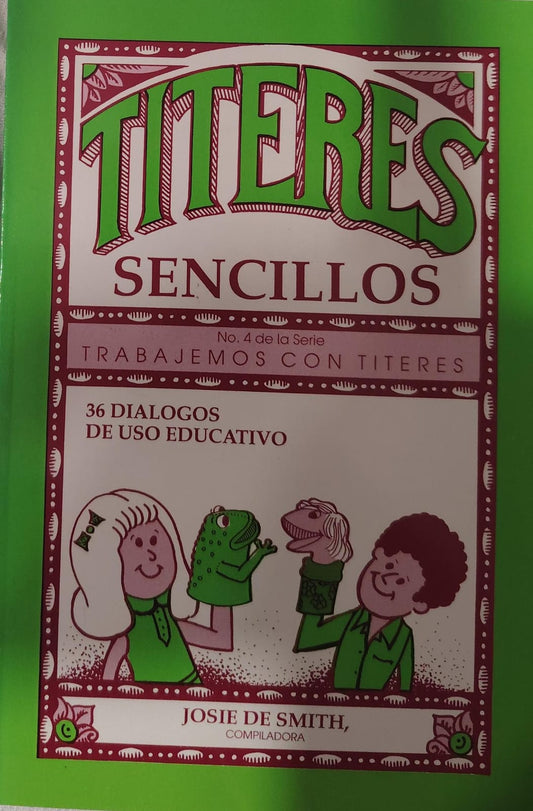 TITERES
SENCILLOS
No. 4 de la Serie
TRABAJEMOS CON TITERES
36 DIALOGOS
DE USO EDUCATIVO
JOSIE DE SMITH,
COMPILADORA